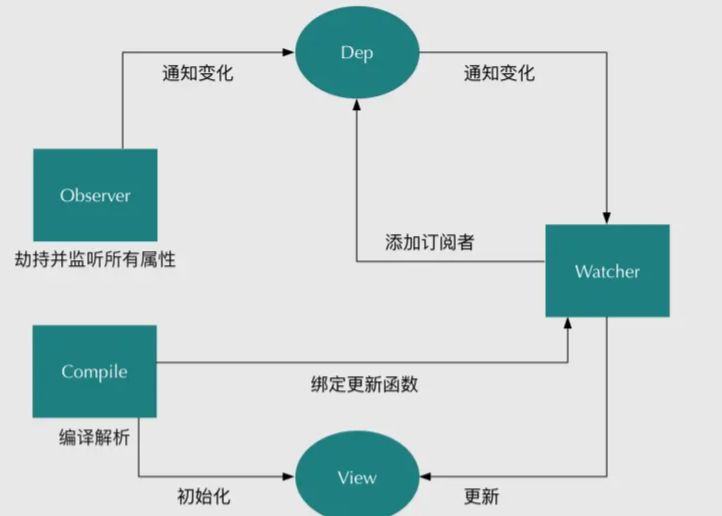 Dep
通知变化
通知变化
Observer
劫持并监听所有属性
添加订阅者
Watcher
Compile
绑定更新函数
编译解析
View
初始化
更新